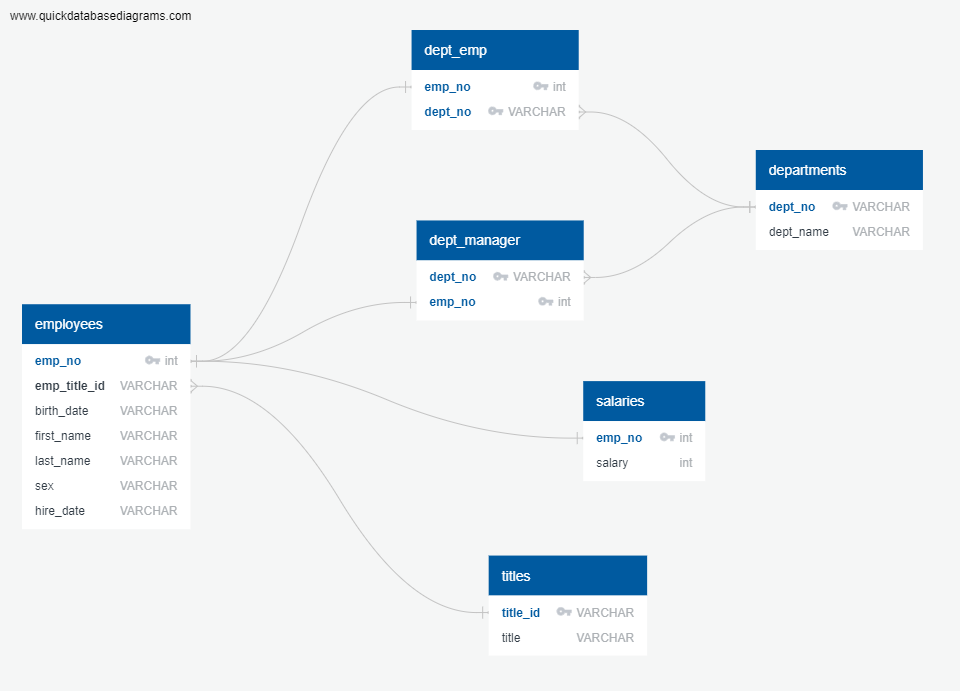 www.quickdatabasediagrams.com
dept_emp
emp_no int
dept_no VARCHAR
departments
dept_no VARCHAR
dept_name VARCHAR
dept_manager
dept_no VARCHAR
emp_no int
employees
emp_no int
emp_title_id VARCHAR
birth_date VARCHAR
first_name VARCHAR
last_name VARCHAR
sex VARCHAR
hire_date VARCHAR
salaries
emp_no int
salary int
titles
title_id VARCHAR
title VARCHAR